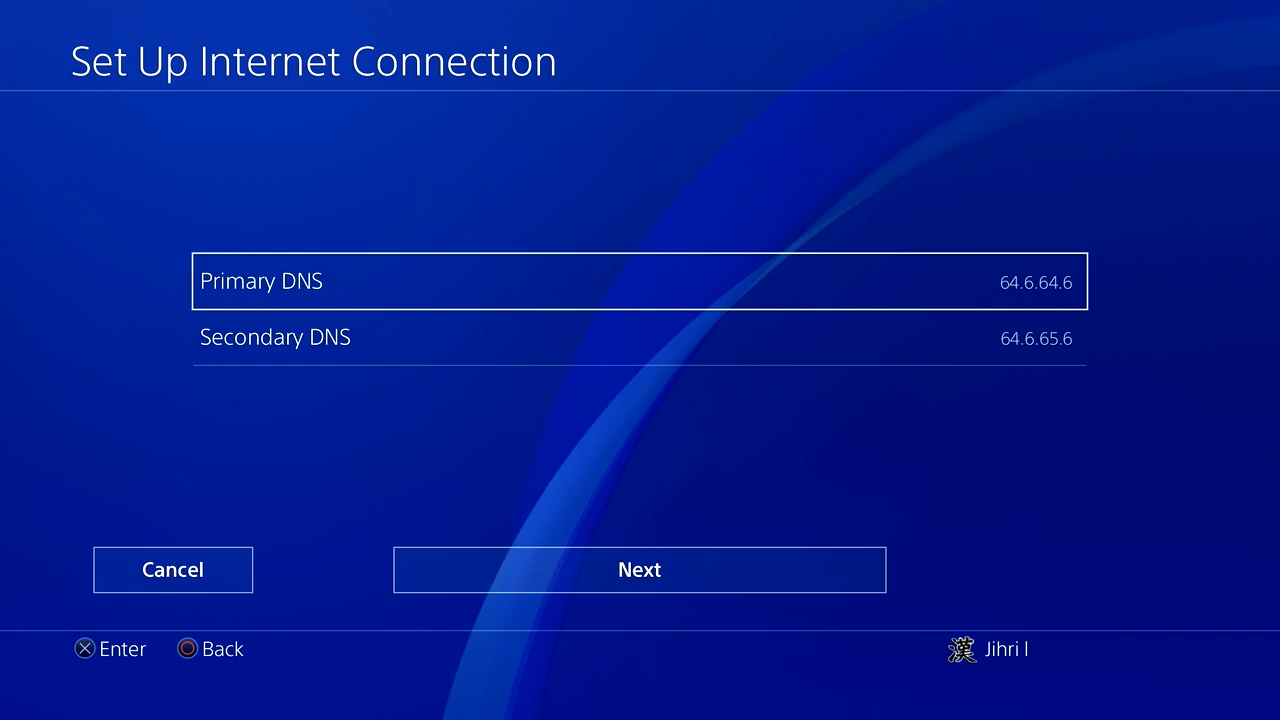 Set Up Internet Connection
Primary DNS 64.6.64.6
Secondary DNS 64.6.65.6
Cancel Next
Enter Back 漢 Jihri l